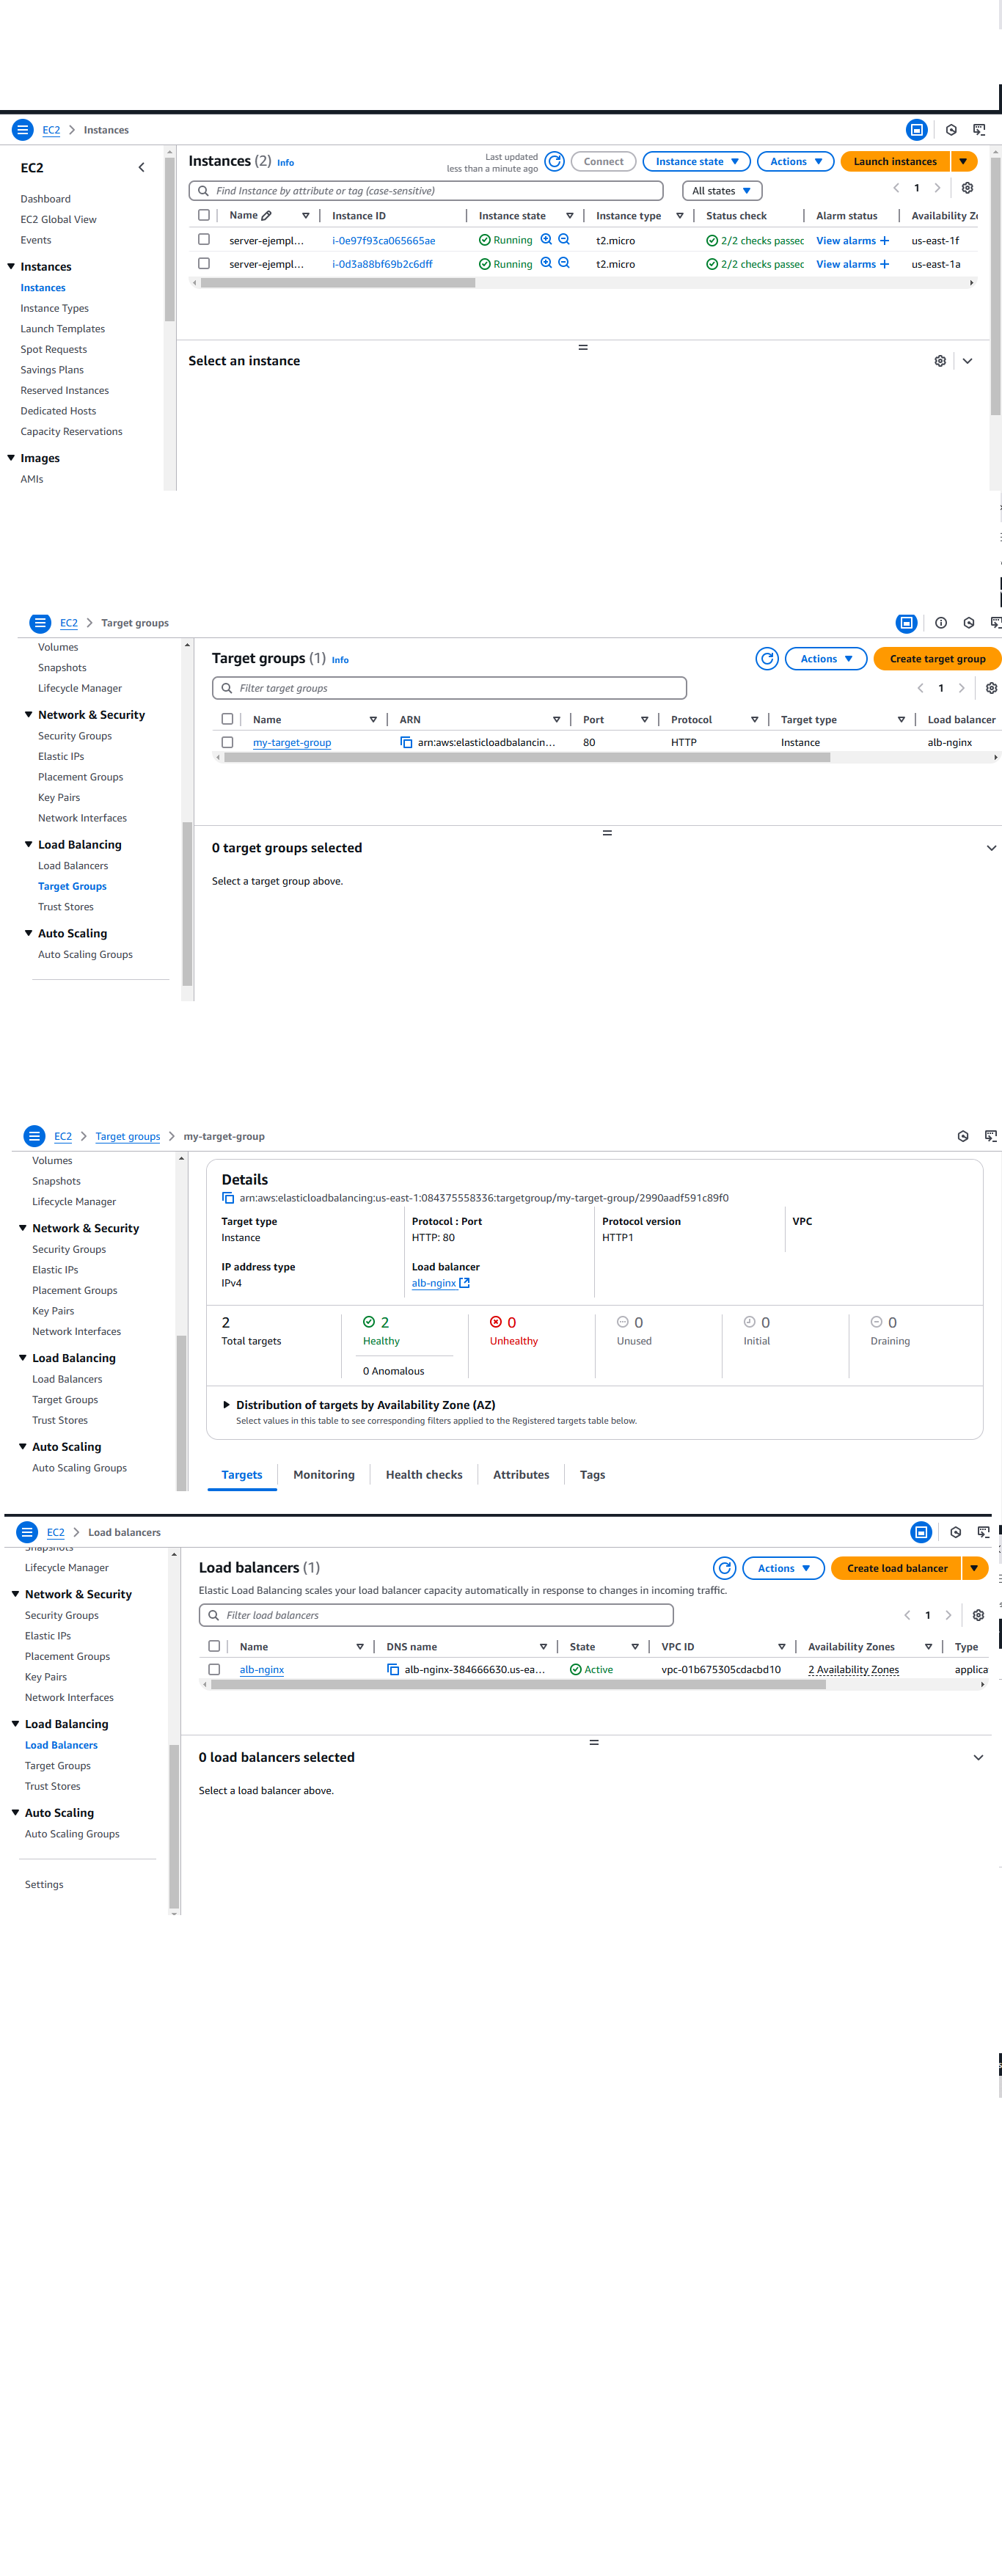 EC2 > Instances
EC2
Dashboard
EC2 Global View
Events
Instances
Instances
Instance Types
Launch Templates
Spot Requests
Savings Plans
Reserved Instances
Dedicated Hosts
Capacity Reservations
Images
AMIs
Instances (2) Info
Last updated
less than a minute ago
Connect
Instance state
Actions
Launch instances
Find Instance by attribute or tag (case-sensitive)
All states
1
Name Instance ID Instance state Instance type Status check Alarm status Availability Z
server-ejempl... i-0e97f93ca065665ae Running t2.micro 2/2 checks passec View alarms + us-east-1f
server-ejempl... i-0d3a88bf69b2c6dff Running t2.micro 2/2 checks passec View alarms + us-east-1a
Select an instance
EC2 > Target groups
Volumes
Snapshots
Lifecycle Manager
Network & Security
Security Groups
Elastic IPs
Placement Groups
Key Pairs
Network Interfaces
Load Balancing
Load Balancers
Target Groups
Trust Stores
Auto Scaling
Auto Scaling Groups
Target groups (1) Info
Actions
Create target group
Filter target groups
1
Name ARN Port Protocol Target type Load balancer
my-target-group arn:aws:elasticloadbalancin... 80 HTTP Instance alb-nginx
0 target groups selected
Select a target group above.
EC2 > Target groups > my-target-group
Volumes
Snapshots
Lifecycle Manager
Network & Security
Security Groups
Elastic IPs
Placement Groups
Key Pairs
Network Interfaces
Load Balancing
Load Balancers
Target Groups
Trust Stores
Auto Scaling
Auto Scaling Groups
Details
arn:aws:elasticloadbalancing:us-east-1:084375558336:targetgroup/my-target-group/2990aadf591c89f0
Target type Protocol : Port Protocol version VPC
Instance HTTP: 80 HTTP1
IP address type Load balancer
IPv4 alb-nginx
2 2 0 0 0 0
Total targets Healthy Unhealthy Unused Initial Draining
0 Anomalous
Distribution of targets by Availability Zone (AZ)
Select values in this table to see corresponding filters applied to the Registered targets table below.
Targets Monitoring Health checks Attributes Tags
EC2 > Load balancers
Snapshots
Lifecycle Manager
Network & Security
Security Groups
Elastic IPs
Placement Groups
Key Pairs
Network Interfaces
Load Balancing
Load Balancers
Target Groups
Trust Stores
Auto Scaling
Auto Scaling Groups
Settings
Load balancers (1)
Actions
Create load balancer
Elastic Load Balancing scales your load balancer capacity automatically in response to changes in incoming traffic.
Filter load balancers
1
Name DNS name State VPC ID Availability Zones Type
alb-nginx alb-nginx-384666630.us-ea... Active vpc-01b675305cdacbd10 2 Availability Zones applica
0 load balancers selected
Select a load balancer above.